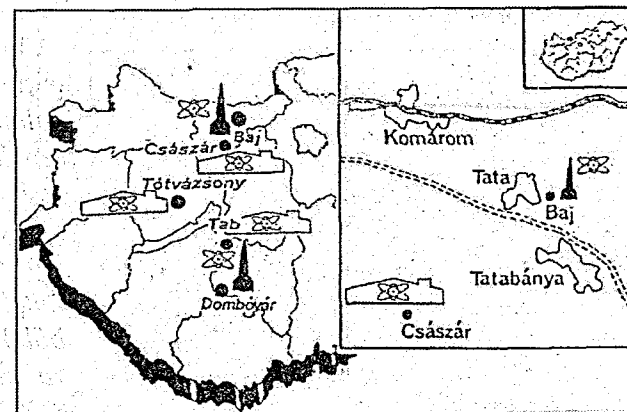 Baj
Császár
Tótvázsony
Tab
Dombóvár
Komárom
Tata
Baj
Tatabánya
Császár